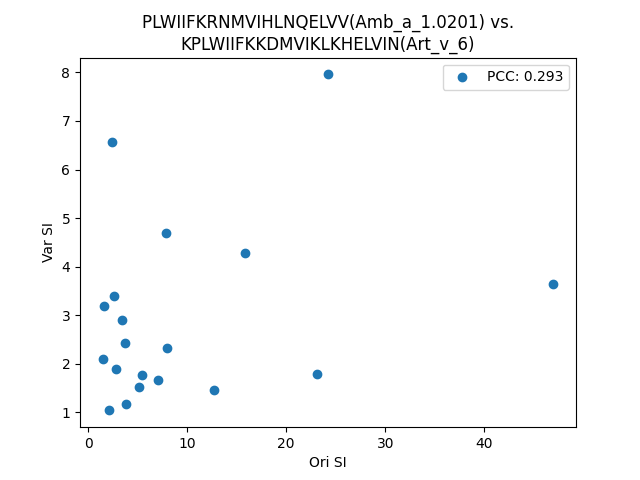 PLWIIFKRNMVIHLNQELVV(Amb_a_1.0201) vs.
KPLWIIFKKDMVIKLKHELVIN(Art_v_6)
PCC: 0.293
8
7
6
5
4
3
2
1
Var SI
0 10 20 30 40
Ori SI